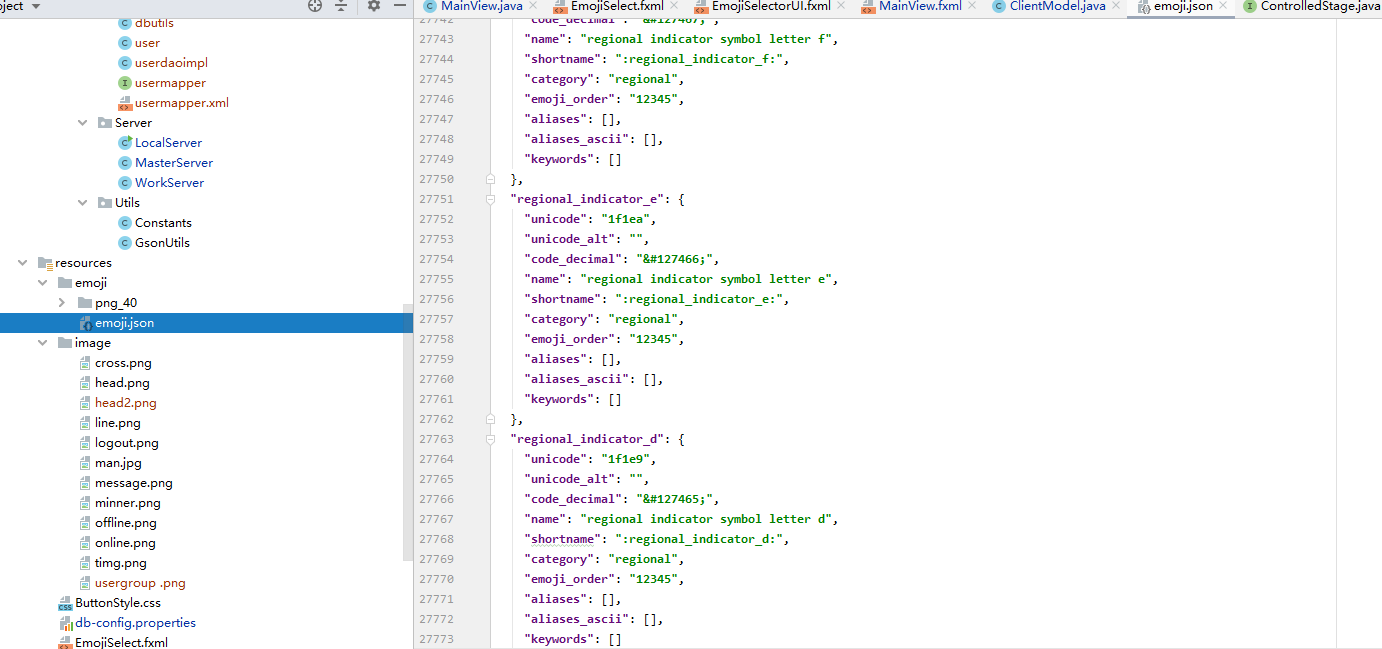 oject
MainView.java
EmojiSelect.fxml
EmojiSelectorUI.fxml
MainView.fxml
ClientModel.java
emoji.json
ControlledStage.java
dbutils
user
userdaoimpl
usermapper
usermapper.xml
Server
LocalServer
MasterServer
WorkServer
Utils
Constants
GsonUtils
resources
emoji
png_40
emoji.json
image
cross.png
head.png
head2.png
line.png
logout.png
man.jpg
message.png
minner.png
offline.png
online.png
timg.png
usergroup .png
ButtonStyle.css
db-config.properties
EmojiSelect.fxml
27742 "code_decimal": "&#127467;",
27743 "name": "regional indicator symbol letter f",
27744 "shortname": ":regional_indicator_f:",
27745 "category": "regional",
27746 "emoji_order": "12345",
27747 "aliases": [],
27748 "aliases_ascii": [],
27749 "keywords": []
27750 },
27751 "regional_indicator_e": {
27752 "unicode": "1f1ea",
27753 "unicode_alt": "",
27754 "code_decimal": "&#127466;",
27755 "name": "regional indicator symbol letter e",
27756 "shortname": ":regional_indicator_e:",
27757 "category": "regional",
27758 "emoji_order": "12345",
27759 "aliases": [],
27760 "aliases_ascii": [],
27761 "keywords": []
27762 },
27763 "regional_indicator_d": {
27764 "unicode": "1f1e9",
27765 "unicode_alt": "",
27766 "code_decimal": "&#127465;",
27767 "name": "regional indicator symbol letter d",
27768 "shortname": ":regional_indicator_d:",
27769 "category": "regional",
27770 "emoji_order": "12345",
27771 "aliases": [],
27772 "aliases_ascii": [],
27773 "keywords": []